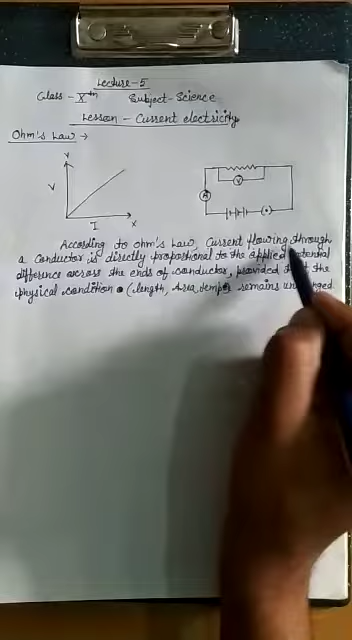 Lecture-5
Class - Xth Subject-Science
Lesson - Current electricity
Ohm's Law →
Y
V
I
X
V
A
According to ohm's Law, Current flowing through
a Conductor is directly proportional to the applied potential
difference across the ends of conductor, provided that the
physical condition (length, Area, temp remains unchanged